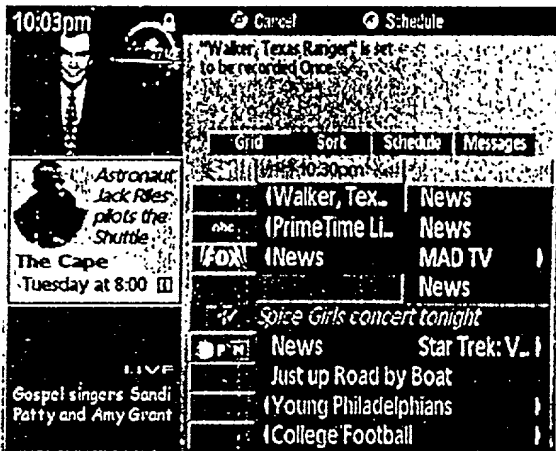 10:03pm
Cancel
Schedule
"Walker, Texas Ranger" is set
to be recorded Once.
Grid
Sort
Schedule
Messages
10:30pm
(Walker, Tex...
News
abc
(PrimeTime Li...
News
FOX
(News
MAD TV
News
Spice Girls concert tonight
News
Star Trek: V...
Just up Road by Boat
(Young Philadelphians
(College Football
Astronaut
Jack Riles
pilots the
Shuttle
The Cape
Tuesday at 8:00
LIVE
Gospel singers Sandi
Patty and Amy Grant